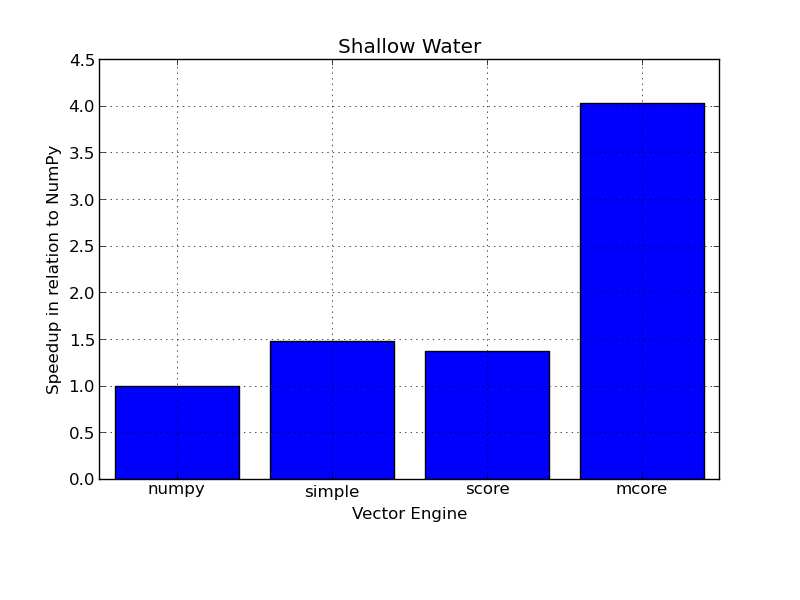 Shallow Water
4.5
4.0
3.5
3.0
2.5
2.0
1.5
1.0
0.5
0.0
Speedup in relation to NumPy
numpy simple score mcore
Vector Engine